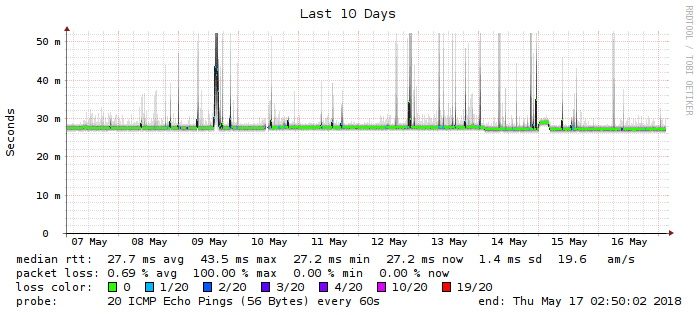 Last 10 Days
RRDTOOL / TOBI OETIKER
Seconds
50 m
40 m
30 m
20 m
10 m
0
07 May 08 May 09 May 10 May 11 May 12 May 13 May 14 May 15 May 16 May
median rtt: 27.7 ms avg 43.5 ms max 27.2 ms min 27.2 ms now 1.4 ms sd 19.6 am/s
packet loss: 0.69 % avg 100.00 % max 0.00 % min 0.00 % now
loss color: 0 1/20 2/20 3/20 4/20 10/20 19/20
probe: 20 ICMP Echo Pings (56 Bytes) every 60s end: Thu May 17 02:50:02 2018